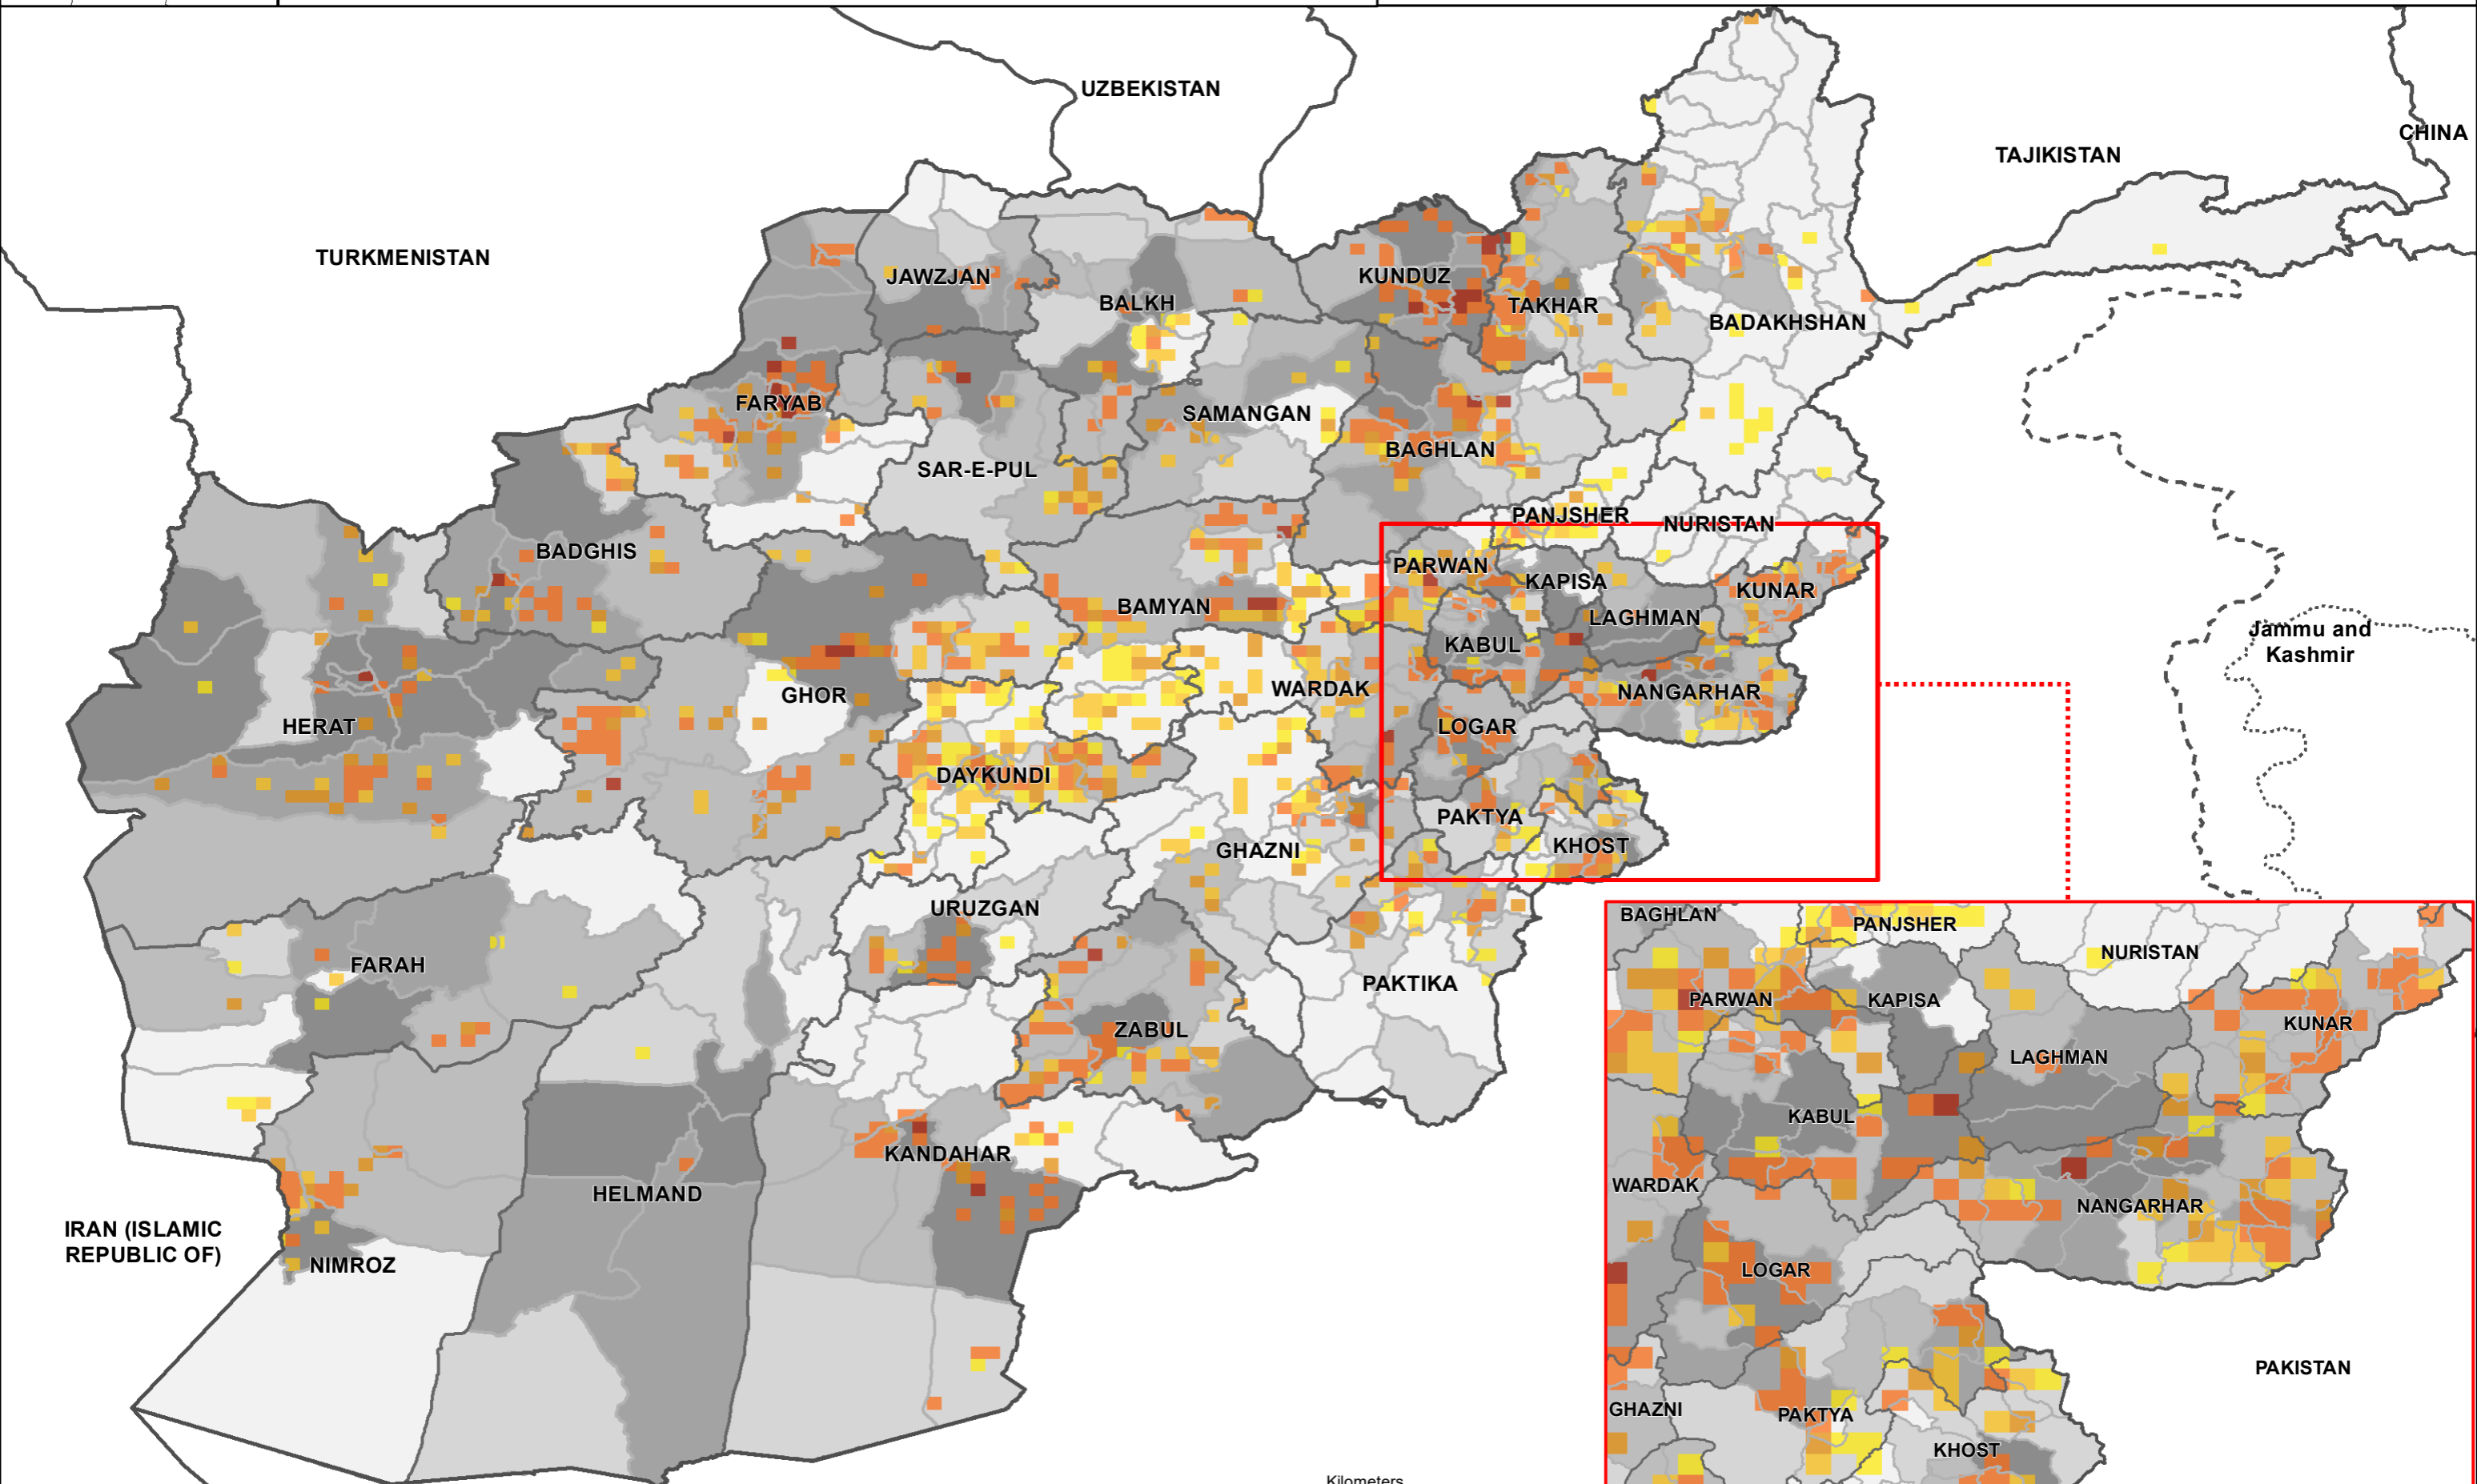 UZBEKISTAN
CHINA
TAJIKISTAN
TURKMENISTAN
JAWZJAN
BALKH
KUNDUZ
TAKHAR
BADAKHSHAN
FARYAB
SAMANGAN
BAGHLAN
SAR-E-PUL
PANJSHER
NURISTAN
BADGHIS
PARWAN
KAPISA
KUNAR
BAMYAN
LAGHMAN
KABUL
Jammu and
Kashmir
GHOR
WARDAK
NANGARHAR
HERAT
LOGAR
DAYKUNDI
PAKTYA
KHOST
GHAZNI
URUZGAN
FARAH
PAKTIKA
ZABUL
KANDAHAR
HELMAND
IRAN (ISLAMIC
REPUBLIC OF)
NIMROZ
BAGHLAN
PANJSHER
NURISTAN
PARWAN
KAPISA
KUNAR
LAGHMAN
KABUL
WARDAK
NANGARHAR
LOGAR
PAKISTAN
GHAZNI
PAKTYA
KHOST
Kilometers